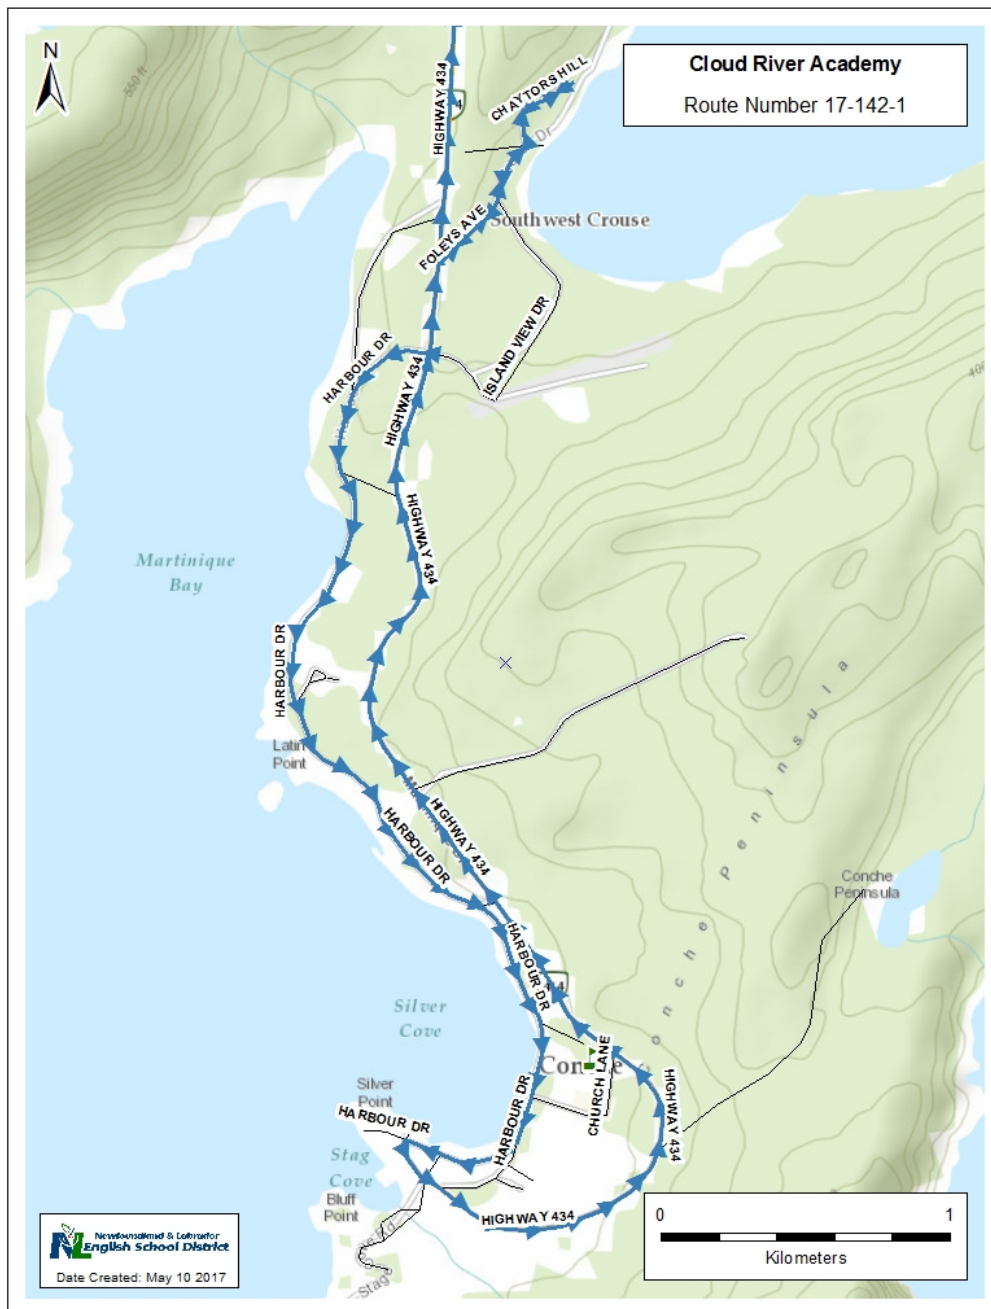 N
550 ft
Cloud River Academy
Route Number 17-142-1
CHAYTORS HILL
HIGHWAY 434
Dr
FOLEYS AVE
Southwest Crouse
ISLAND VIEW DR
HARBOUR DR
HIGHWAY 434
400
HIGHWAY 434
Martinique
Bay
HARBOUR DR
Latin
Point
HIGHWAY 434
HARBOUR DR
Conche
Peninsula
Conche Peninsula
HARBOUR DR
Silver
Cove
CHURCH LANE
HIGHWAY 434
Silver
Point
HARBOUR DR
HARBOUR DR
Stag
Cove
Bluff
Point
HIGHWAY 434
0 1
Kilometers
Newfoundland & Labrador
NL English School District
Date Created: May 10 2017